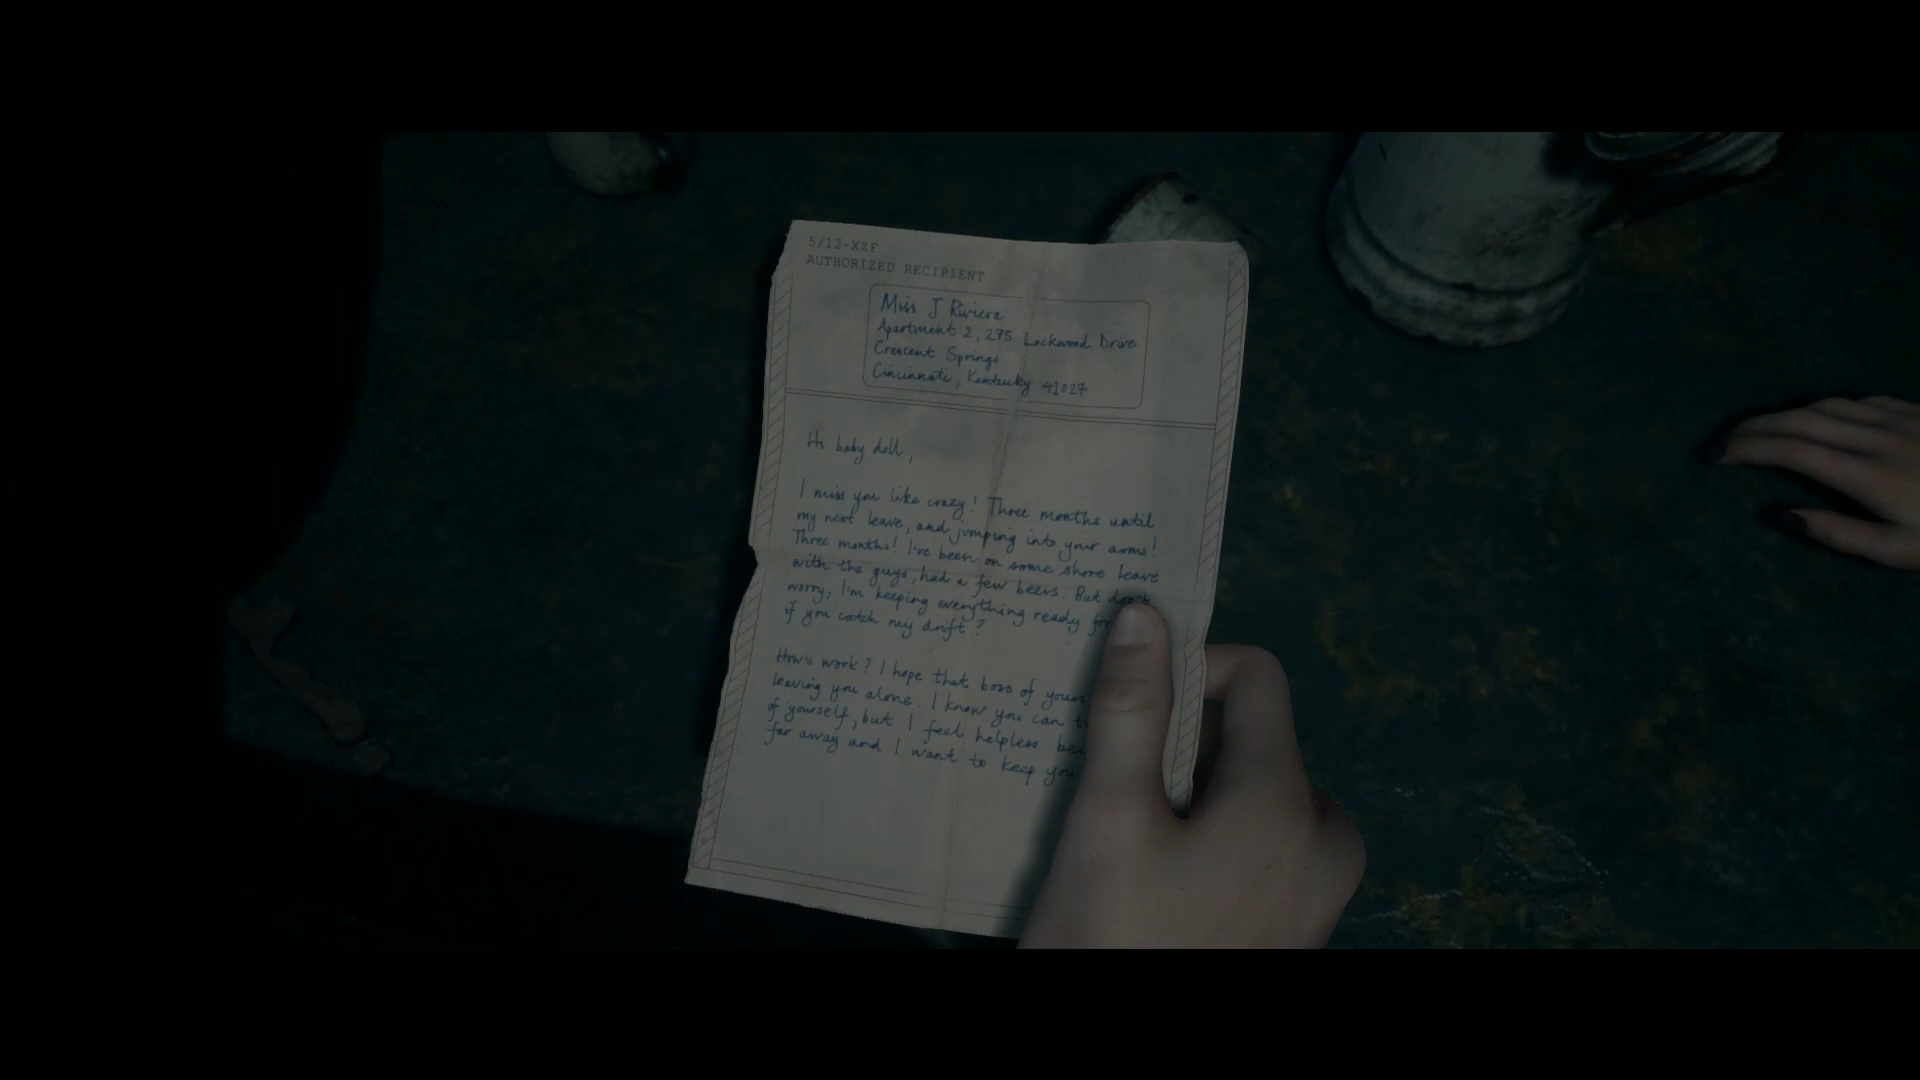 5/12-XZF
AUTHORIZED RECIPIENT
Miss J Riviera
Apartment 2, 275 Lockwood Drive
Crescent Springs
Cincinnati, Kentucky 41027
Hi baby doll,
I miss you like crazy! Three months until
my next leave, and jumping into your arms!
Three months! I've been on some shore leave
with the guys, had a few beers. But don't
worry, I'm keeping everything ready for
if you catch my drift?
How's work? I hope that boss of yours
leaving you alone. I know you can
of yourself, but I feel helpless
far away and I want to keep you